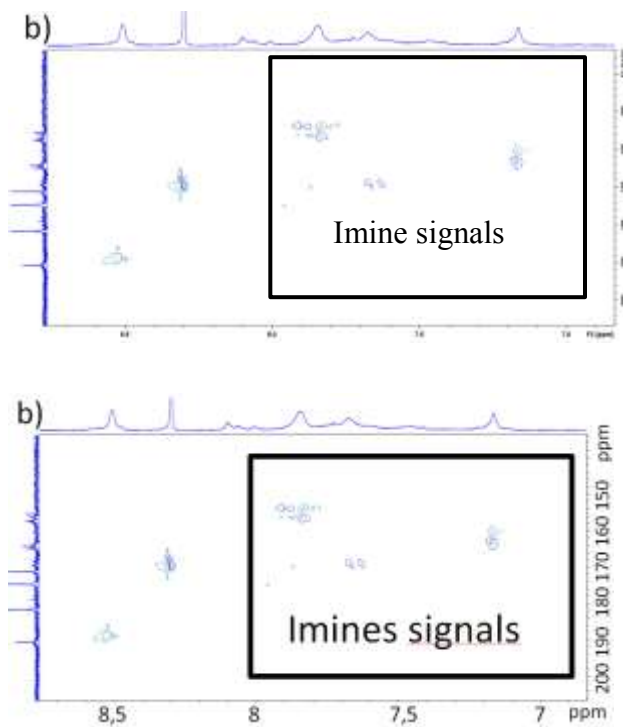 b)
Imine signals
b)
ppm
150
160
170
180
190
200
Imines signals
8,5 8 7,5 7 ppm